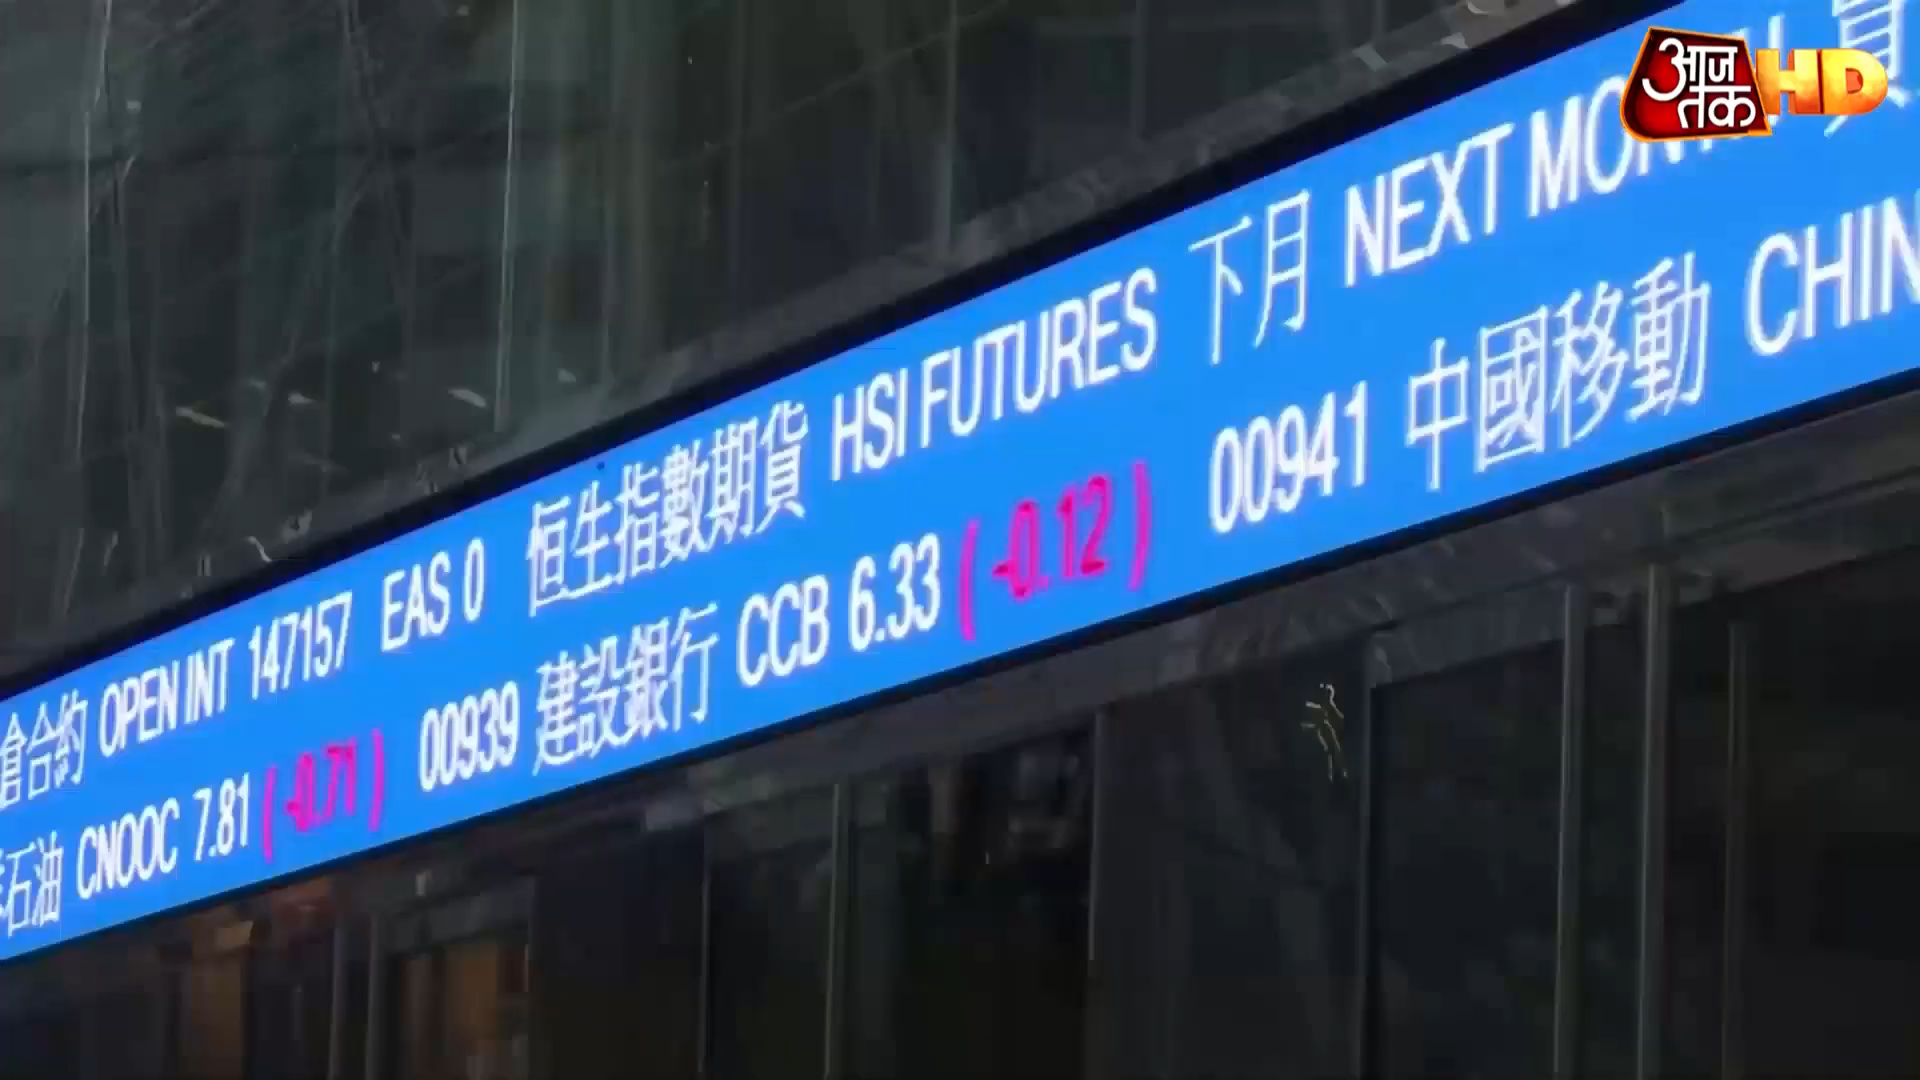 आज तक HD
倉合約 OPEN INT 147157 EAS 0 恒生指數期貨 HSI FUTURES 下月 NEXT
石油 CNOOC 7.81 (-0.71) 00939 建設銀行 CCB 6.33 (-0.12) 00941 中國移動